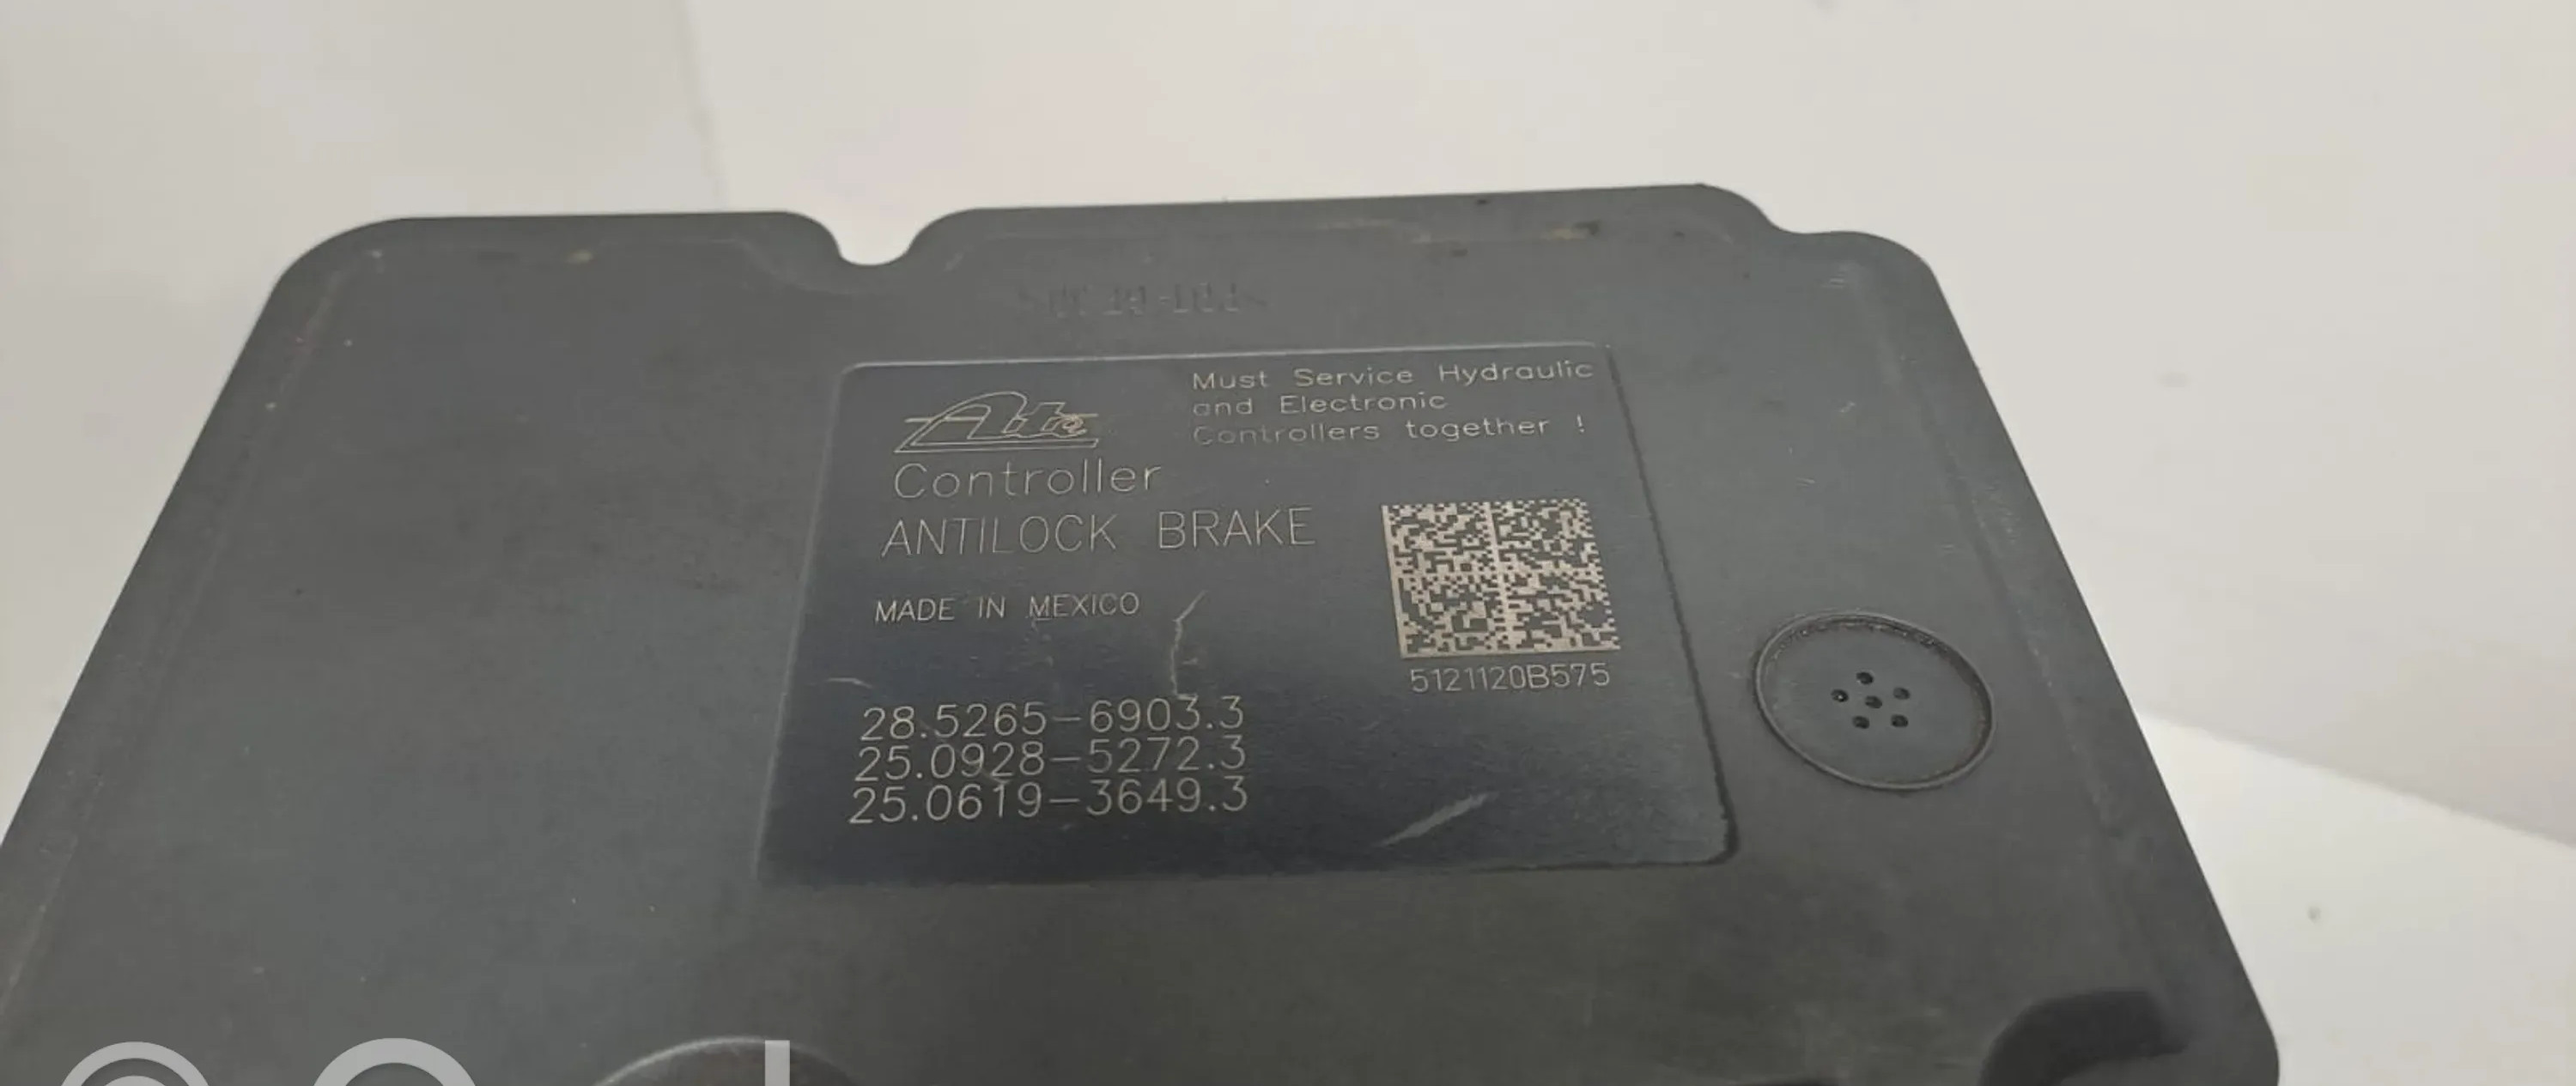 Ate
Must Service Hydraulic
and Electronic
Controllers together !
Controller
ANTILOCK BRAKE
MADE IN MEXICO
5121120B575
28.5265-6903.3
25.0928-5272.3
25.0619-3649.3